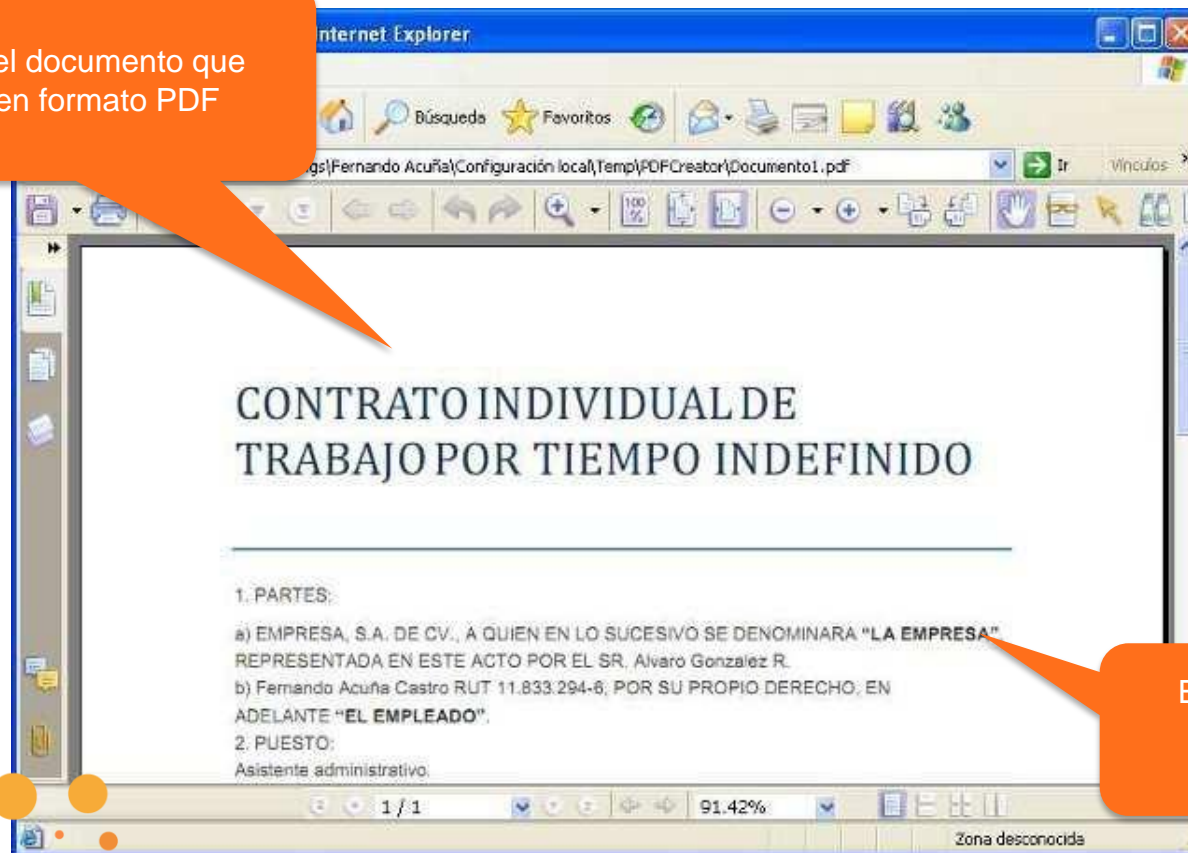 el documento que
en formato PDF
Internet Explorer
Búsqueda Favoritos
gs\Fernando Acuña\Configuración local\Temp\PDFCreator\Documento1.pdf Ir Vínculos
100%
CONTRATO INDIVIDUAL DE
TRABAJO POR TIEMPO INDEFINIDO
1. PARTES:
a) EMPRESA, S.A. DE CV., A QUIEN EN LO SUCESIVO SE DENOMINARA “LA EMPRESA”
REPRESENTADA EN ESTE ACTO POR EL SR. Alvaro Gonzalez R.
b) Fernando Acuña Castro RUT 11.833.294-6, POR SU PROPIO DERECHO, EN
ADELANTE “EL EMPLEADO”.
2. PUESTO:
Asistente administrativo.
1 / 1 91.42%
Zona desconocida